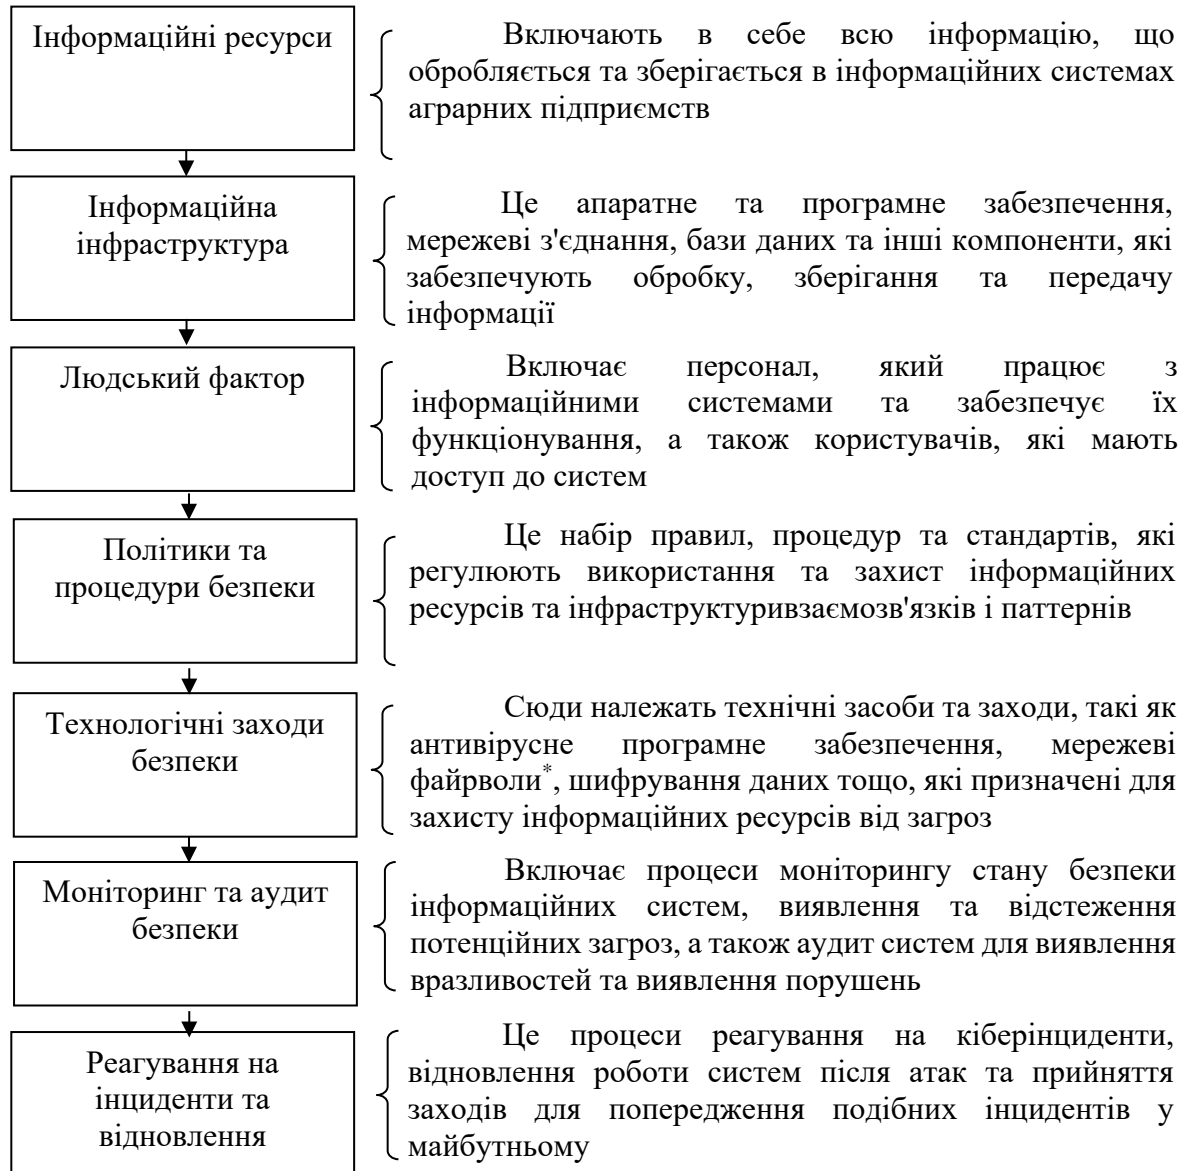 Інформаційні ресурси
Включають в себе всю інформацію, що
обробляється та зберігається в інформаційних системах
аграрних підприємств
Інформаційна
інфраструктура
Це апаратне та програмне забезпечення,
мережеві з'єднання, бази даних та інші компоненти, які
забезпечують обробку, зберігання та передачу
інформації
Людський фактор
Включає персонал, який працює з
інформаційними системами та забезпечує їх
функціонування, а також користувачів, які мають
доступ до систем
Політики та
процедури безпеки
Це набір правил, процедур та стандартів, які
регулюють використання та захист інформаційних
ресурсів та інфраструктуривзаємозв'язків і паттернів
Технологічні заходи
безпеки
Сюди належать технічні засоби та заходи, такі як
антивірусне програмне забезпечення, мережеві
файрволи*, шифрування даних тощо, які призначені для
захисту інформаційних ресурсів від загроз
Моніторинг та аудит
безпеки
Включає процеси моніторингу стану безпеки
інформаційних систем, виявлення та відстеження
потенційних загроз, а також аудит систем для виявлення
вразливостей та виявлення порушень
Реагування на
інциденти та
відновлення
Це процеси реагування на кіберінциденти,
відновлення роботи систем після атак та прийняття
заходів для попередження подібних інцидентів у
майбутньому